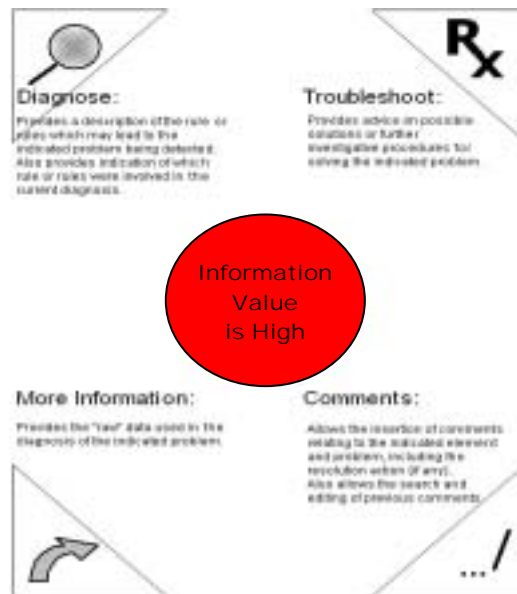 Rx
Diagnose:
Provides a description of the rule or
rules which may lead to the
indicated problem being detected.
Also provides indication of which
rule or rules were involved in the
current diagnosis.
Troubleshoot:
Provides advice on possible
solutions or further
investigative procedures for
solving the indicated problem.
Information
Value
is High
More Information:
Provides the "raw" data used in the
diagnosis of the indicated problem.
Comments:
Allows the insertion of comments
relating to the indicated element
and problem, including the
resolution action (if any).
Also allows the search and
editing of previous comments.
.../